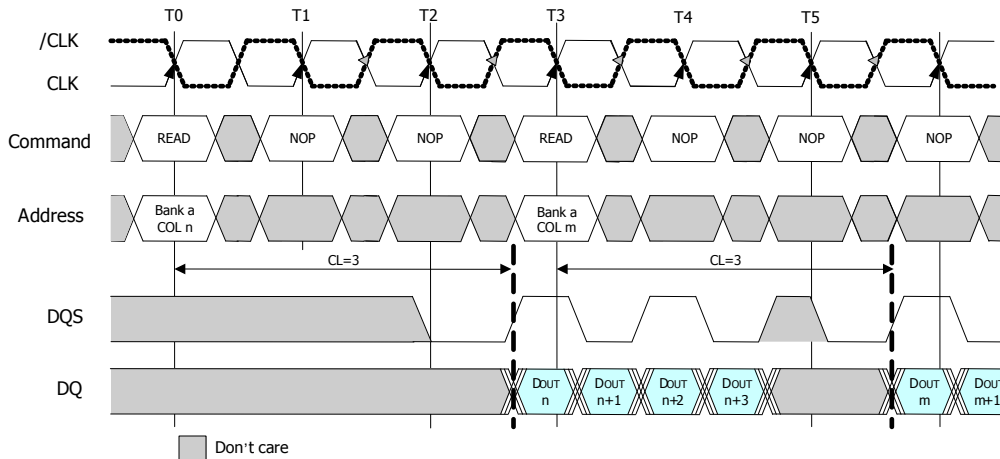 T0 T1 T2 T3 T4 T5
/CLK
CLK
Command READ NOP NOP READ NOP NOP NOP
Address Bank a COL n Bank a COL m
CL=3 CL=3
DQS
DQ DOUT n DOUT n+1 DOUT n+2 DOUT n+3 DOUT m DOUT m+1
Don't care